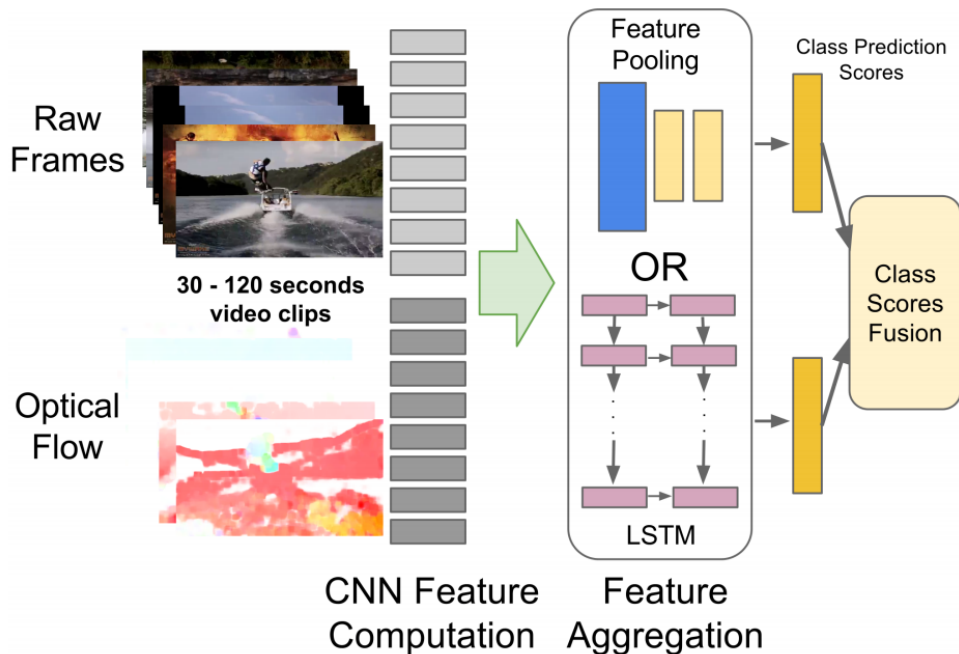 Raw
Frames
30 - 120 seconds
video clips
Optical
Flow
CNN Feature
Computation
Feature
Pooling
OR
LSTM
Feature
Aggregation
Class Prediction
Scores
Class
Scores
Fusion